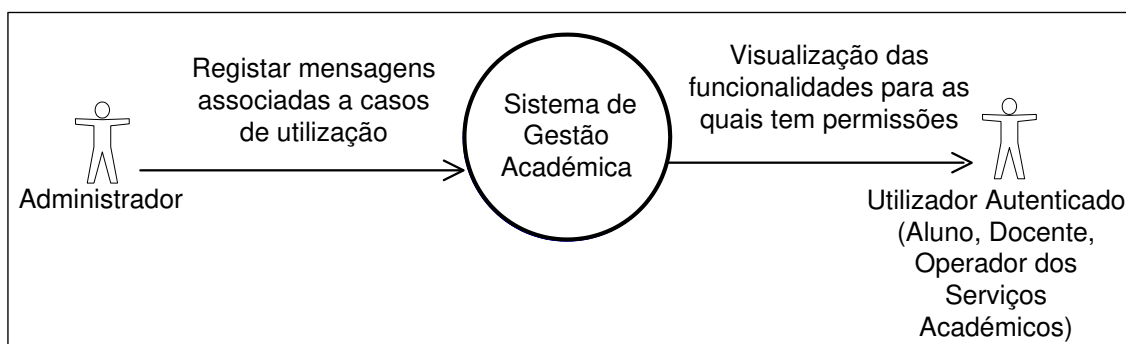 Registar mensagens
associadas a casos
de utilização
Administrador
Sistema de
Gestão
Académica
Visualização das
funcionalidades para as
quais tem permissões
Utilizador Autenticado
(Aluno, Docente,
Operador dos
Serviços
Académicos)